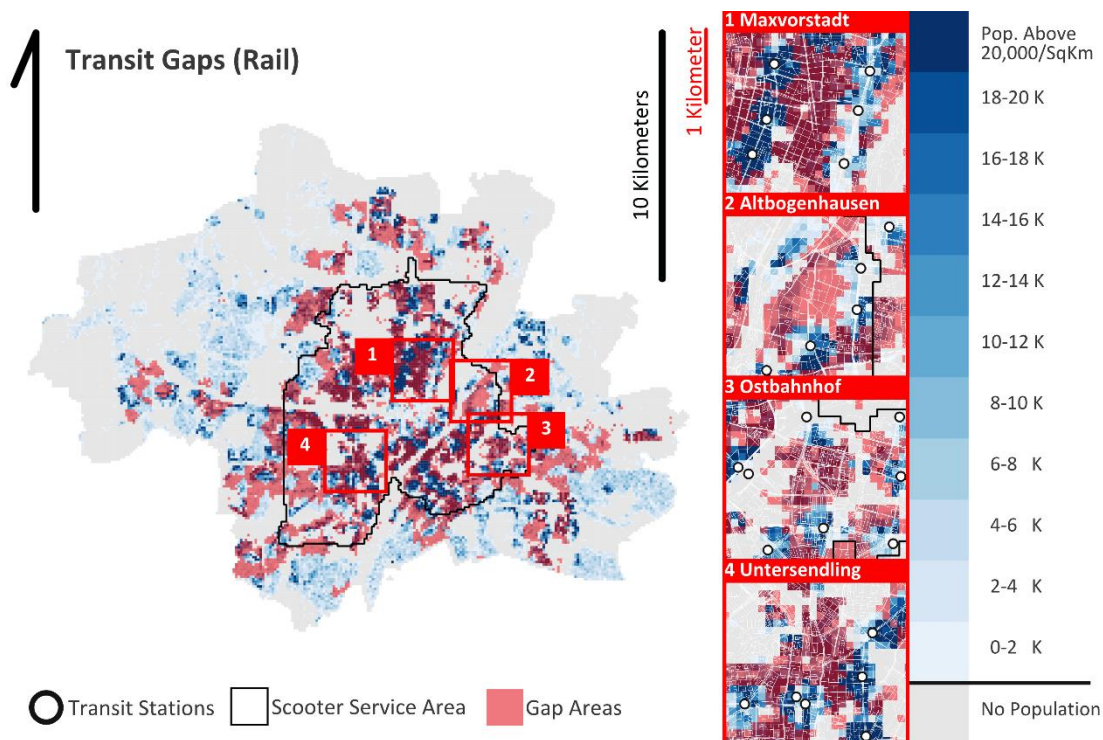 Transit Gaps (Rail)
10 Kilometers
1 Kilometer
1
2
3
4
1 Maxvorstadt
2 Altbogenhausen
3 Ostbahnhof
4 Untersendling
Pop. Above
20,000/SqKm
18-20 K
16-18 K
14-16 K
12-14 K
10-12 K
8-10 K
6-8 K
4-6 K
2-4 K
0-2 K
No Population
Transit Stations
Scooter Service Area
Gap Areas